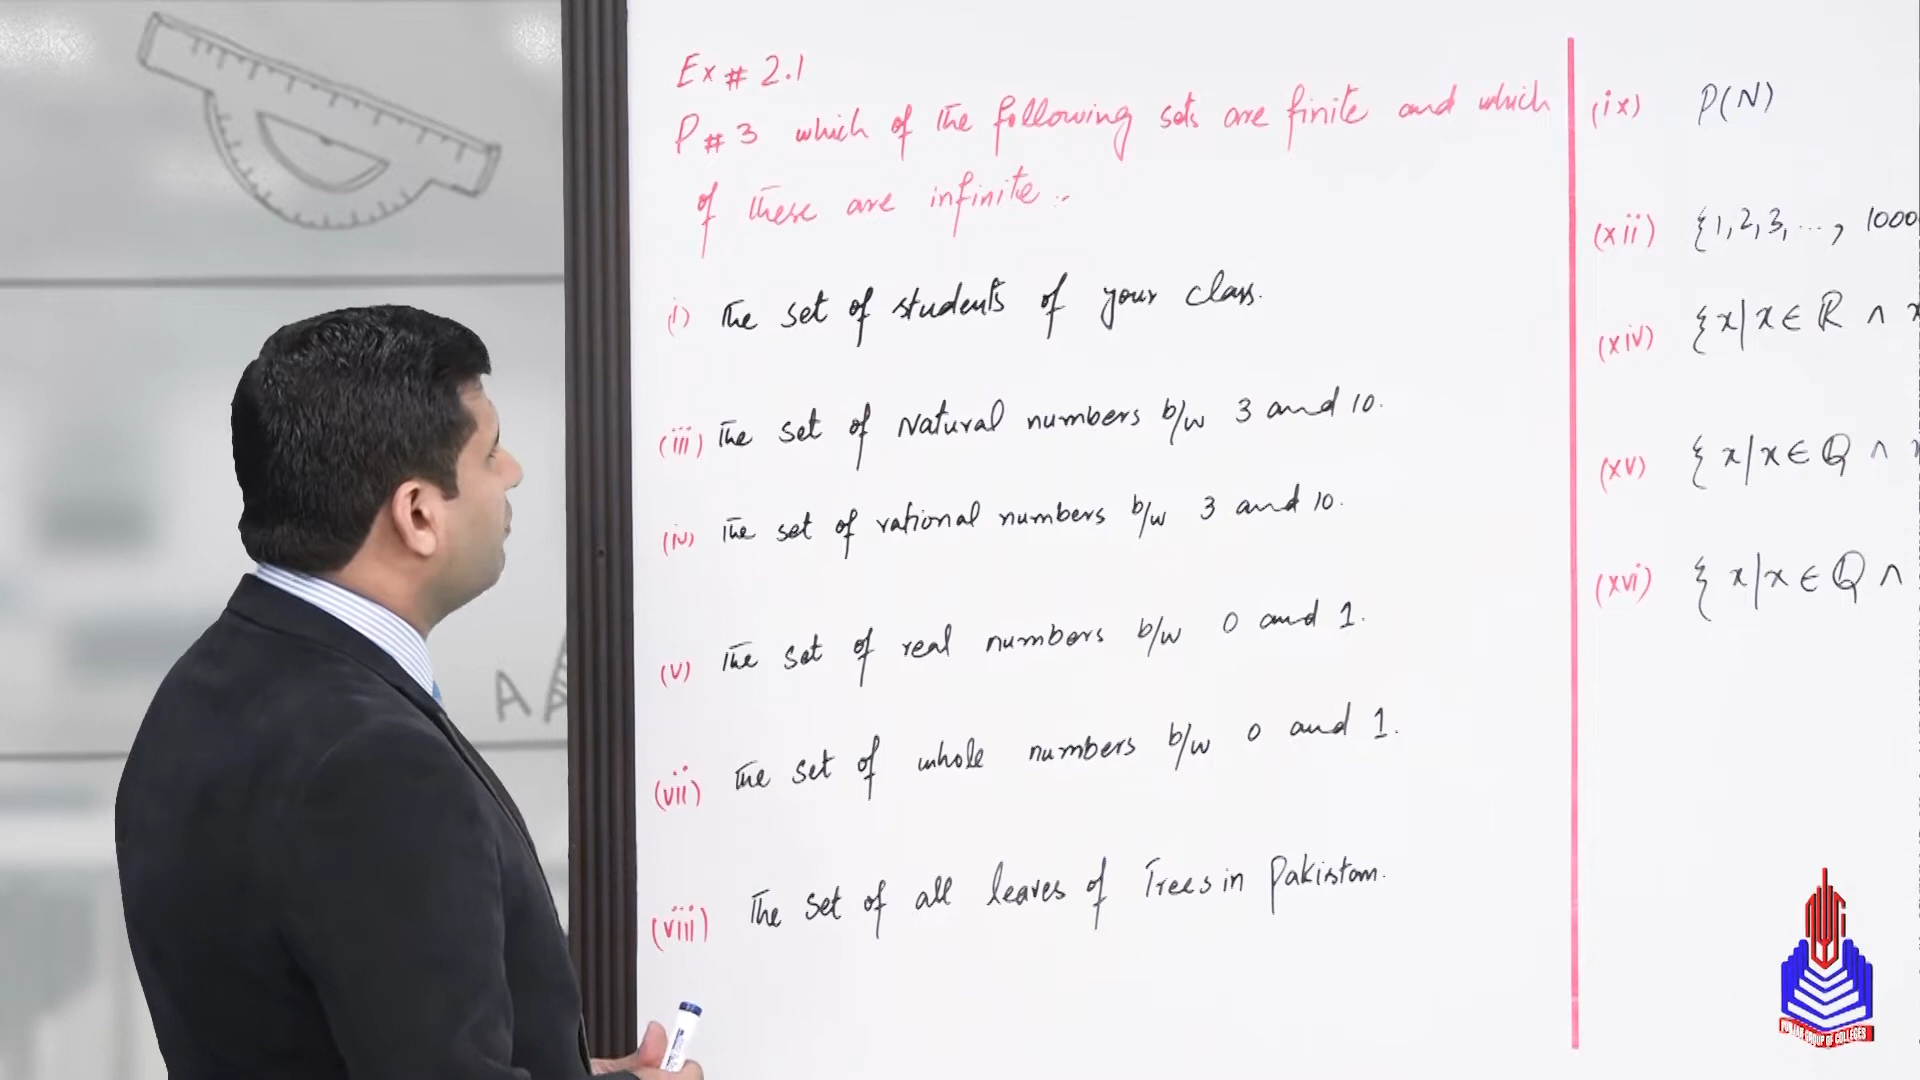 Ex # 2.1
P # 3 which of the following sets are finite and which
of these are infinite :-
(i) The set of students of your class.
(iii) The set of Natural numbers b/w 3 and 10.
(iv) The set of rational numbers b/w 3 and 10.
(v) The set of real numbers b/w 0 and 1.
(vii) The set of whole numbers b/w 0 and 1.
(viii) The set of all leaves of Trees in Pakistan.
(ix) P(N)
(xii) {1,2,3,..., 1000
(xiv) {x|x∈ℝ ∧ x
(xv) {x|x∈ℚ ∧
(xvi) {x|x∈ℚ ∧
A
PUNJAB GROUP OF COLLEGES